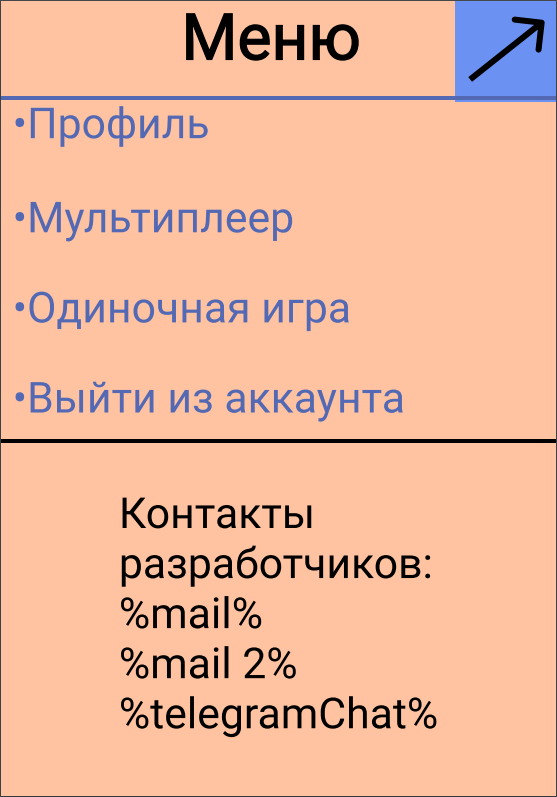 Меню
•Профиль
•Мультиплеер
•Одиночная игра
•Выйти из аккаунта
Контакты
разработчиков:
%mail%
%mail 2%
%telegramChat%